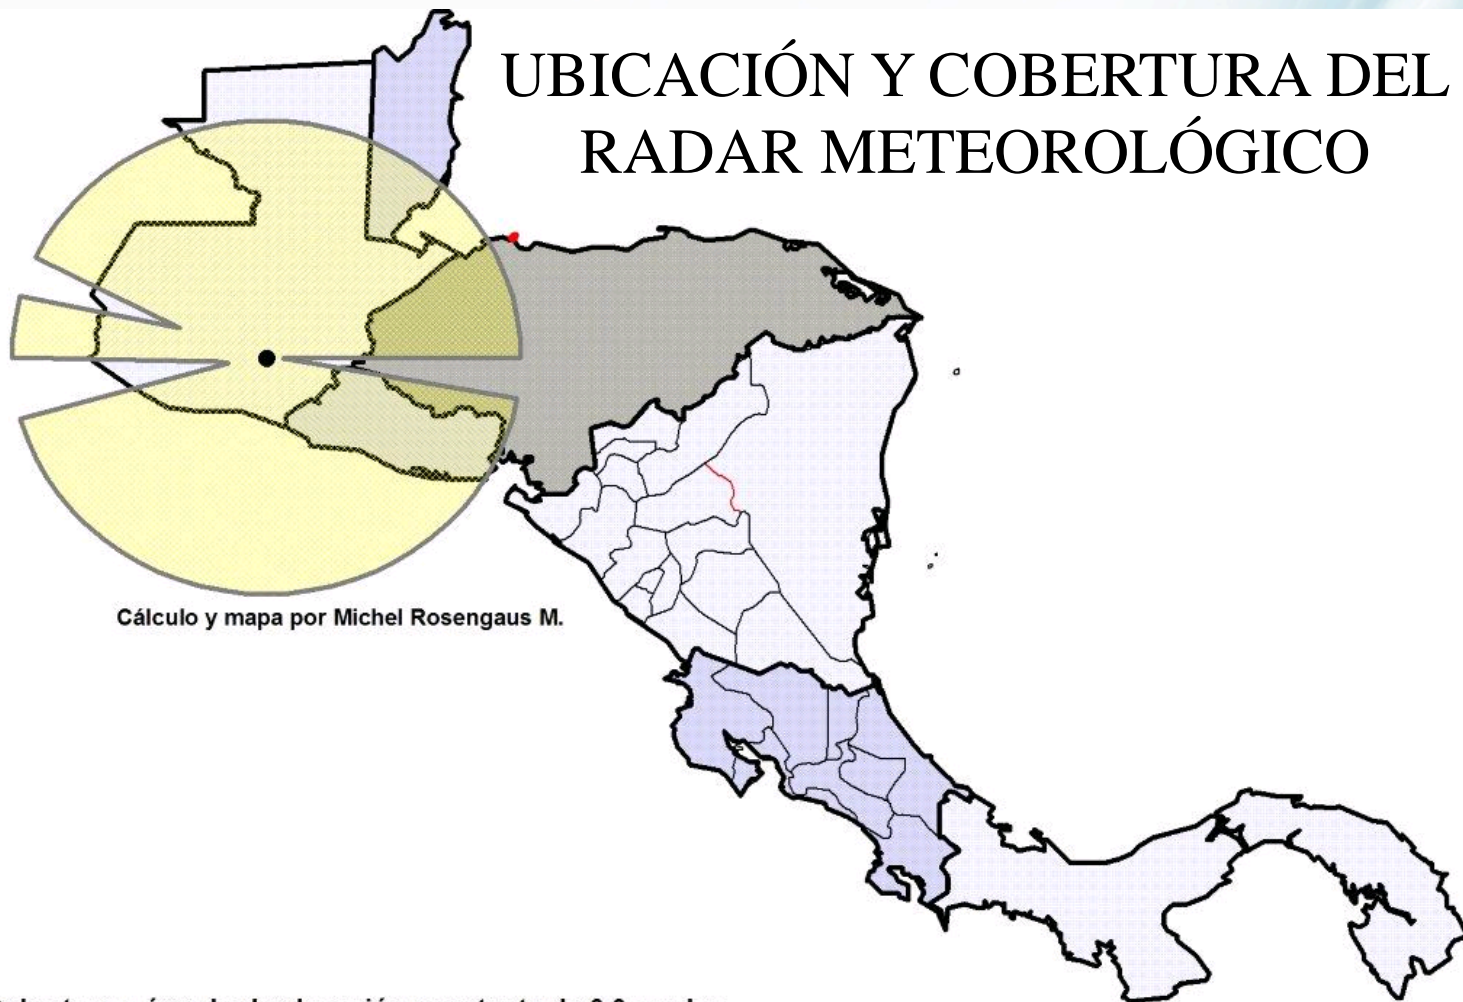 UBICACIÓN Y COBERTURA DEL
RADAR METEOROLÓGICO
Cálculo y mapa por Michel Rosengaus M.